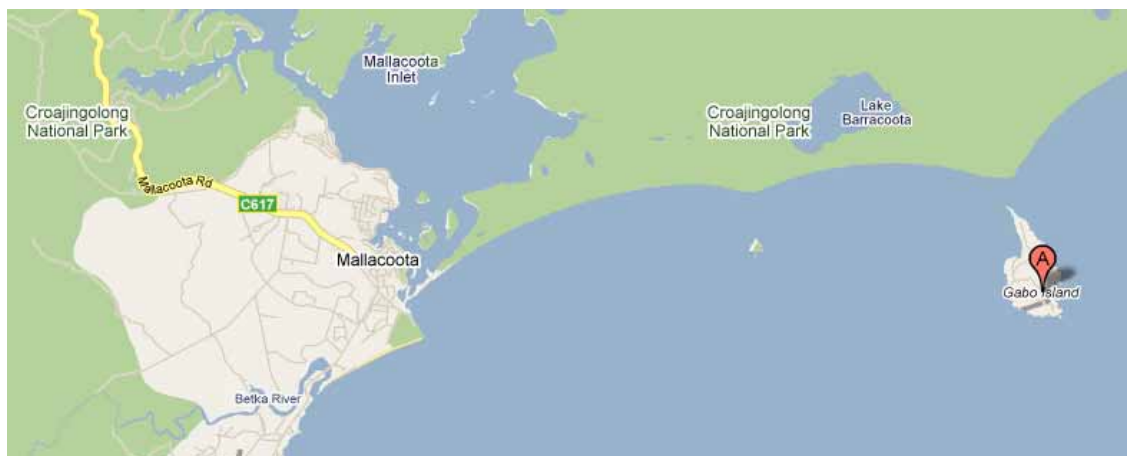 Mallacoota
Inlet
Croajingolong
National Park
Croajingolong
National Park
Lake
Barracoota
Mallacoota Rd
C617
Mallacoota
A
Gabo Island
Betka River